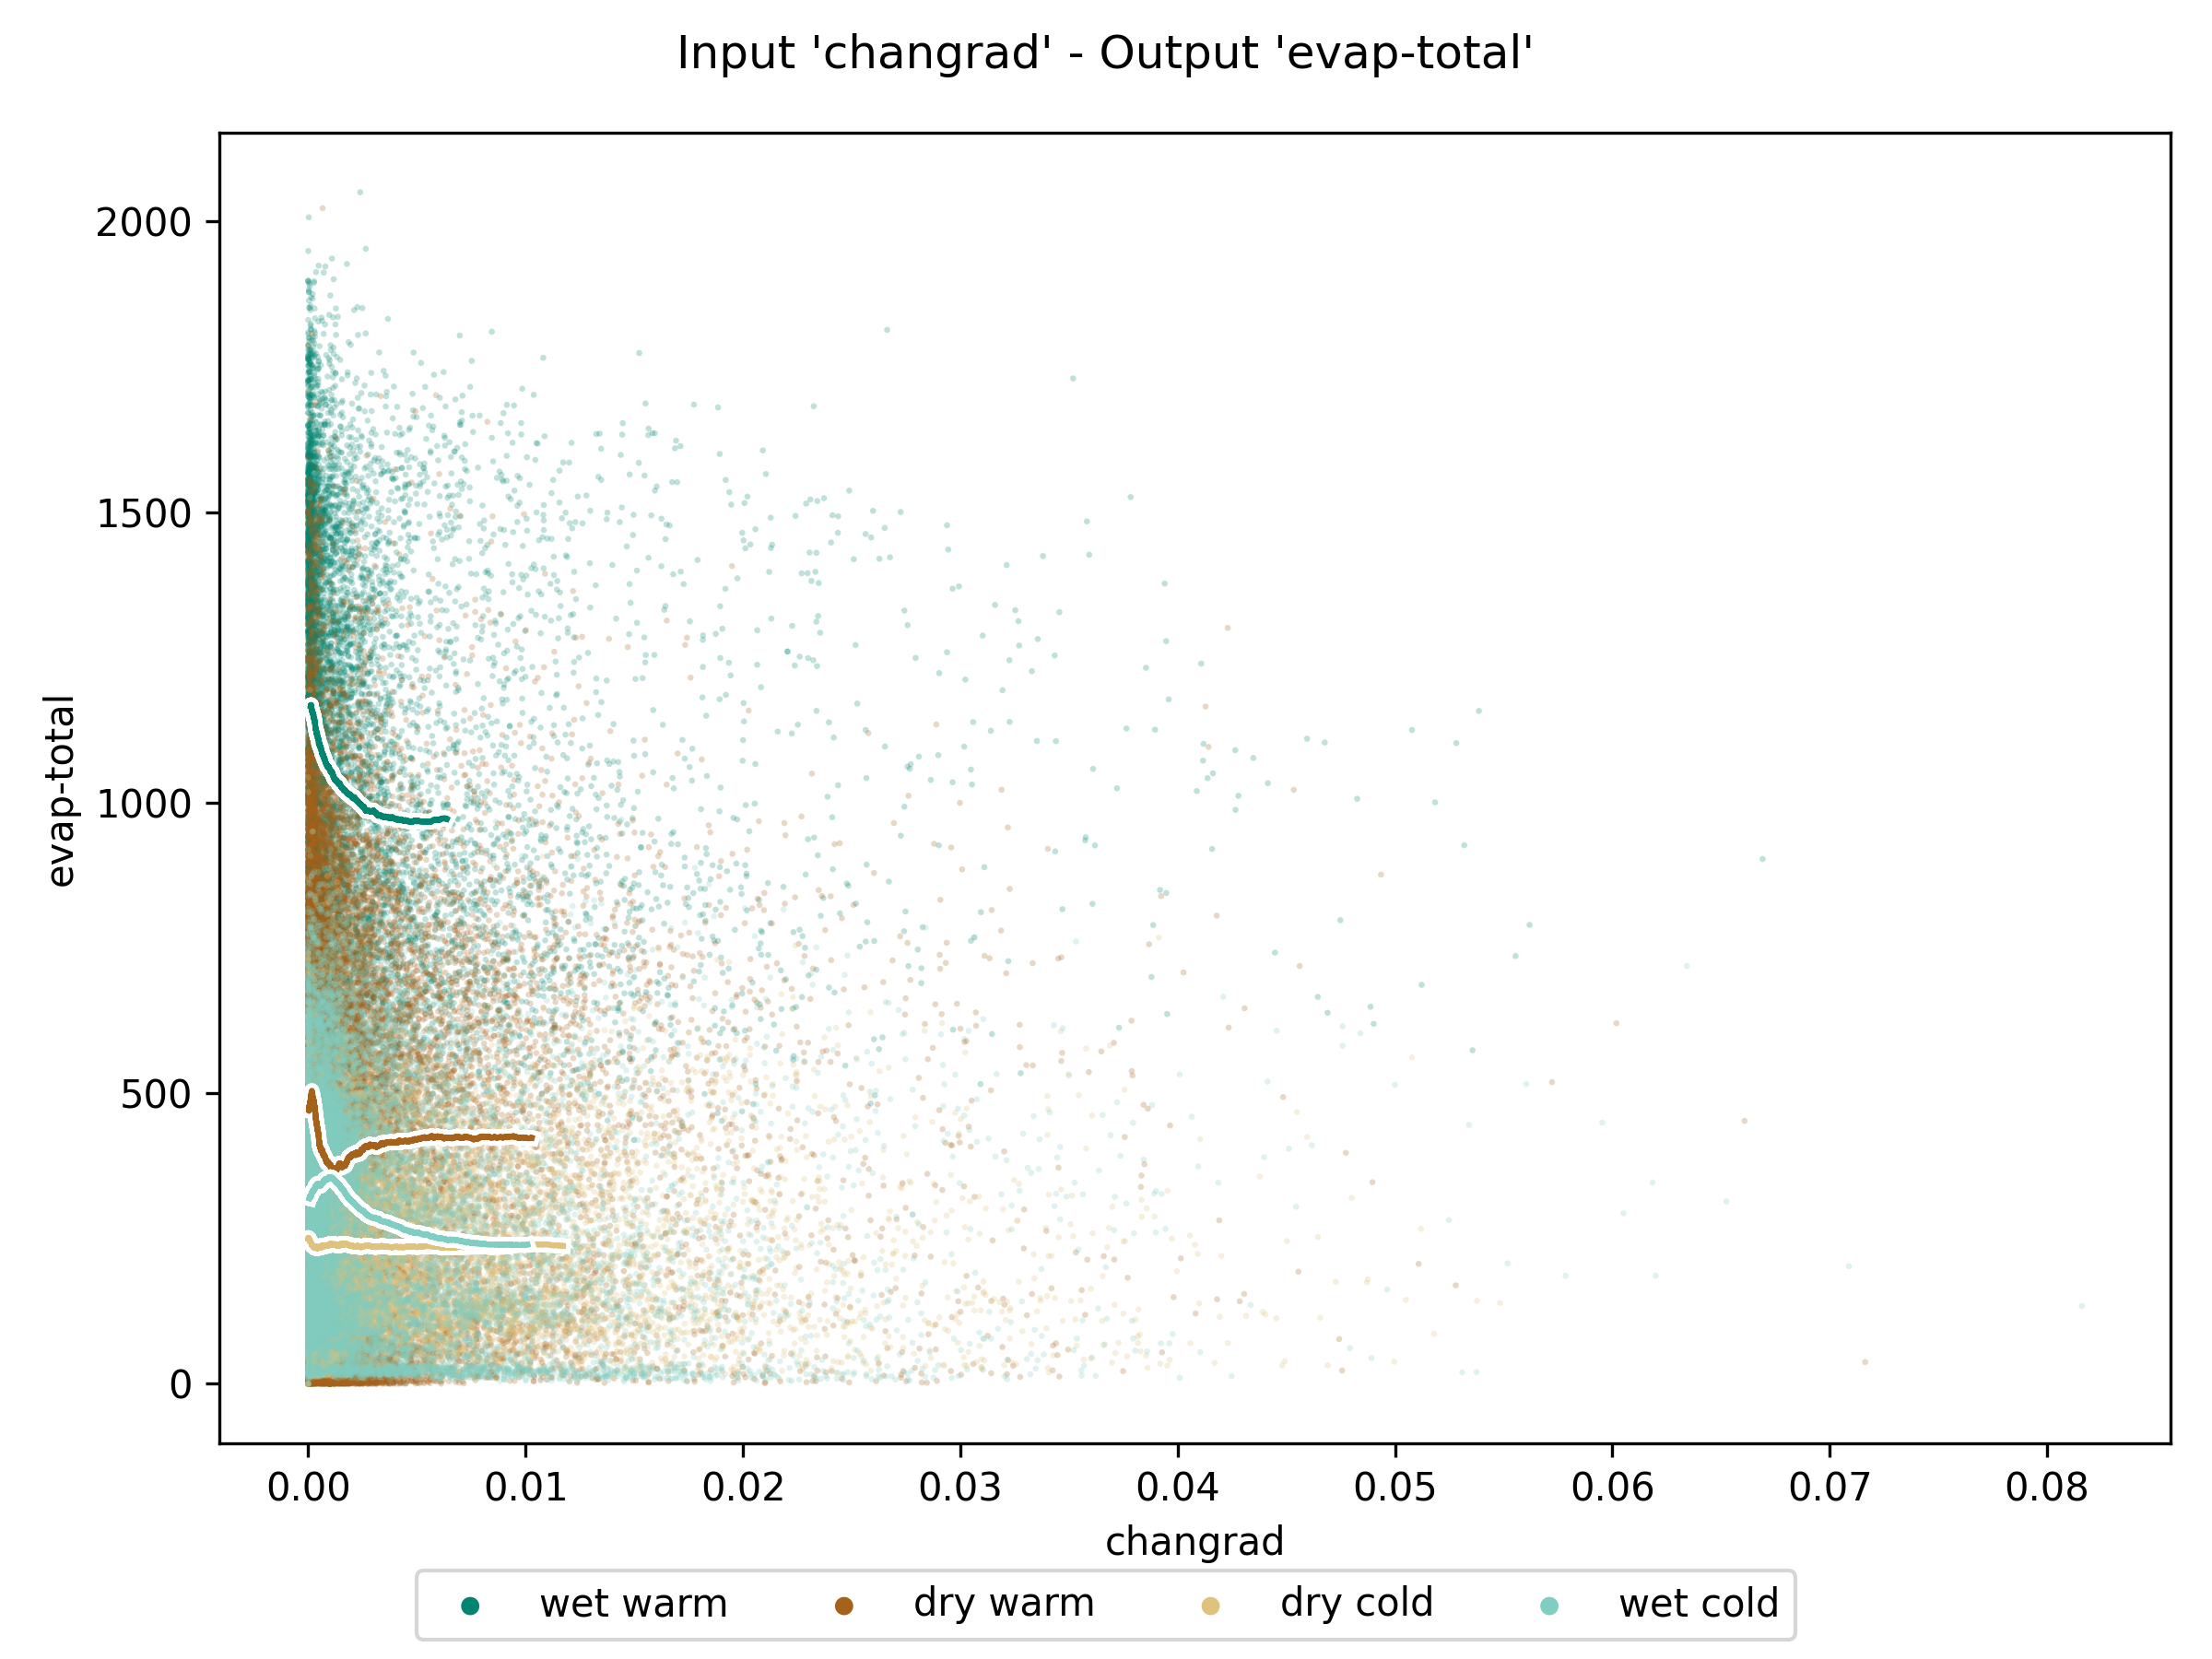 Input 'changrad' - Output 'evap-total'
2000
1500
1000
500
0
evap-total
0.00 0.01 0.02 0.03 0.04 0.05 0.06 0.07 0.08
changrad
wet warm dry warm dry cold wet cold